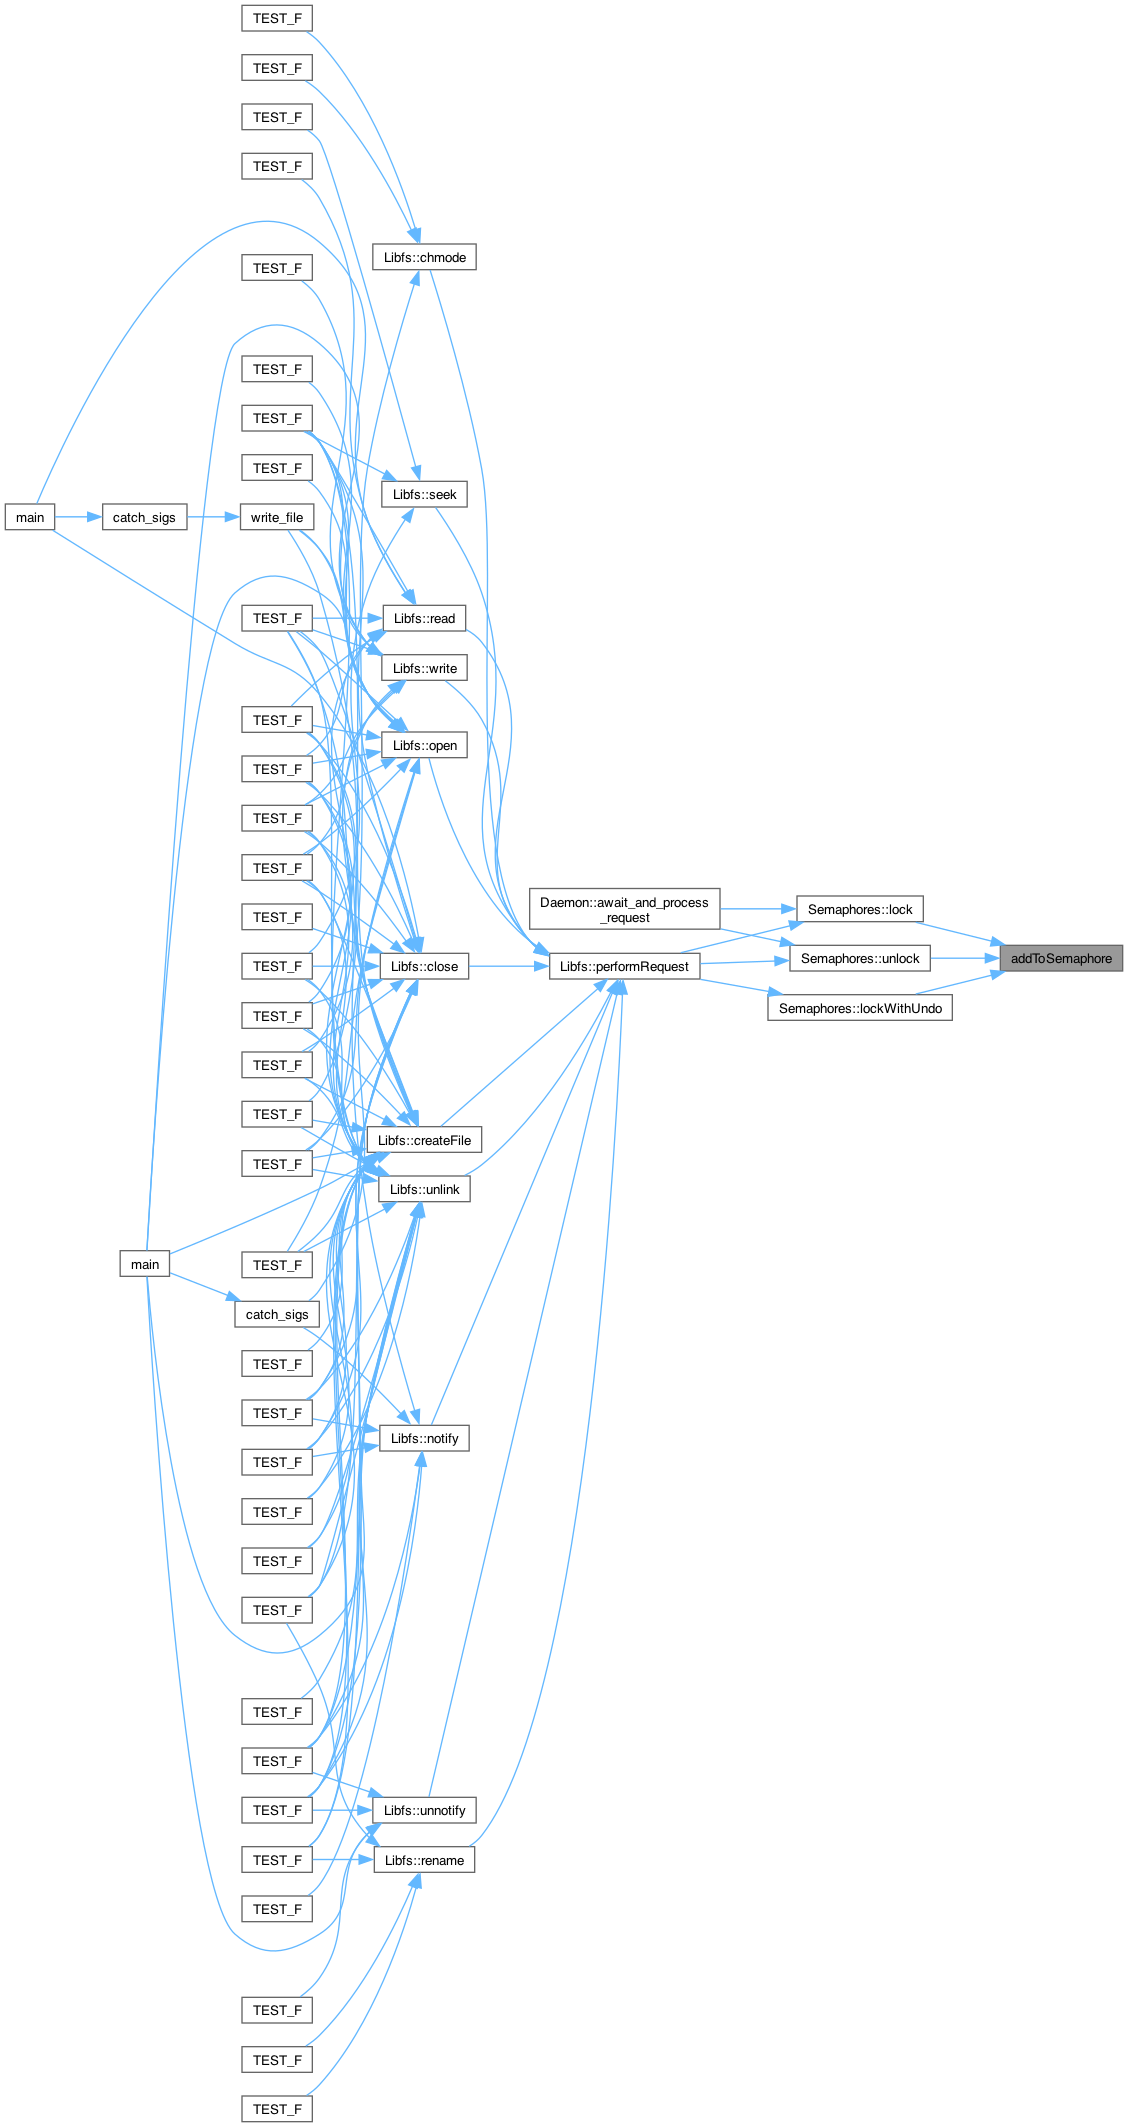 TEST_F
TEST_F
TEST_F
TEST_F
Libfs::chmode
TEST_F
TEST_F
TEST_F
TEST_F
Libfs::seek
main
catch_sigs
write_file
TEST_F
Libfs::read
Libfs::write
TEST_F
Libfs::open
TEST_F
TEST_F
TEST_F
Daemon::await_and_process
_request
Semaphores::lock
TEST_F
Semaphores::unlock
addToSemaphore
TEST_F
Libfs::close
Libfs::performRequest
Semaphores::lockWithUndo
TEST_F
TEST_F
TEST_F
Libfs::createFile
TEST_F
Libfs::unlink
main
TEST_F
catch_sigs
TEST_F
TEST_F
Libfs::notify
TEST_F
TEST_F
TEST_F
TEST_F
TEST_F
TEST_F
TEST_F
Libfs::unnotify
TEST_F
Libfs::rename
TEST_F
TEST_F
TEST_F
TEST_F